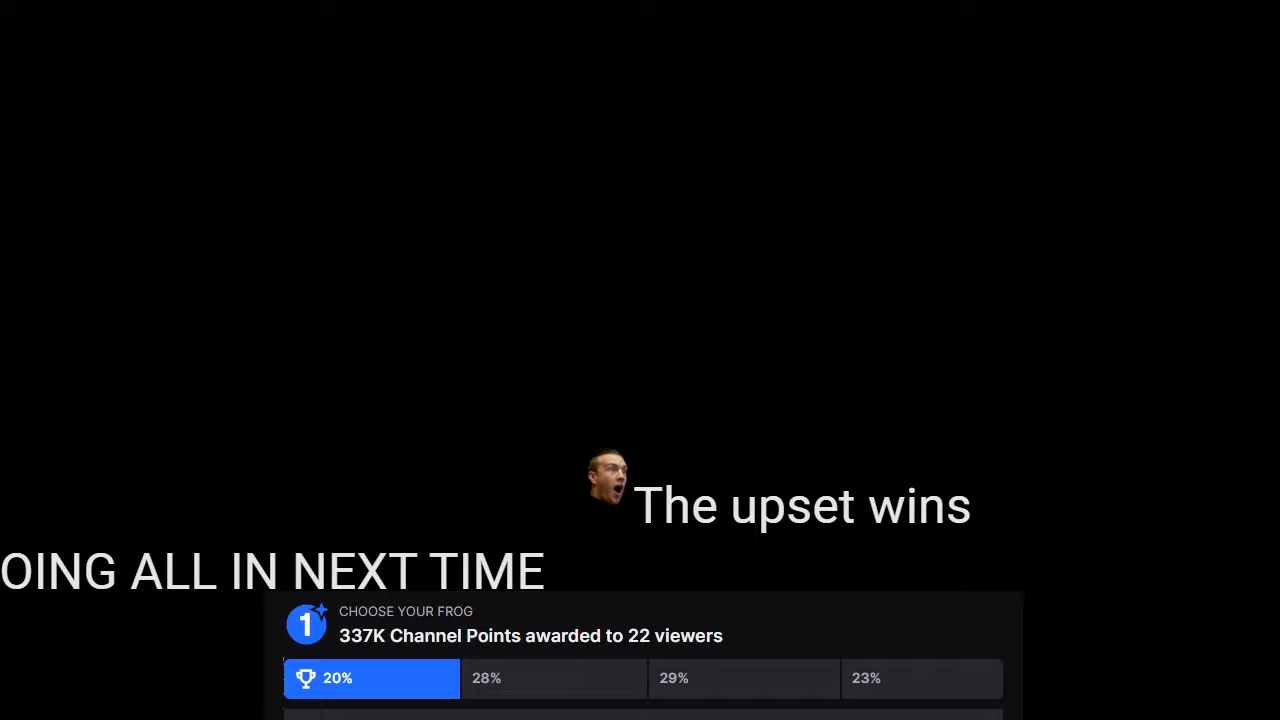 The upset wins
OING ALL IN NEXT TIME
1
CHOOSE YOUR FROG
337K Channel Points awarded to 22 viewers
20% 28% 29% 23%